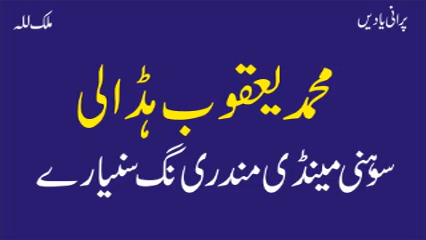 پرانی یادیں
ملک للہ
محمد یعقوب ہڈالی
سوہنی مینڈی مندری نگ سنیارے